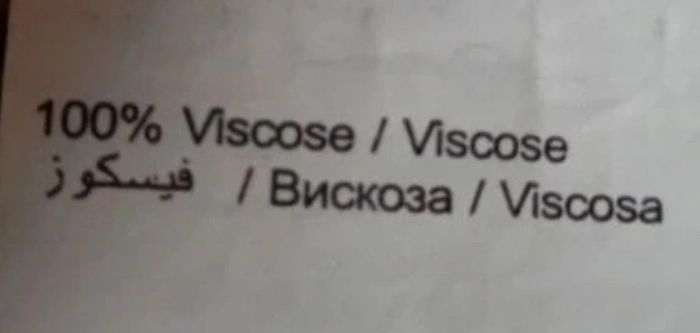 100% Viscose / Viscose
فيسكوز / Вискоза / Viscosa